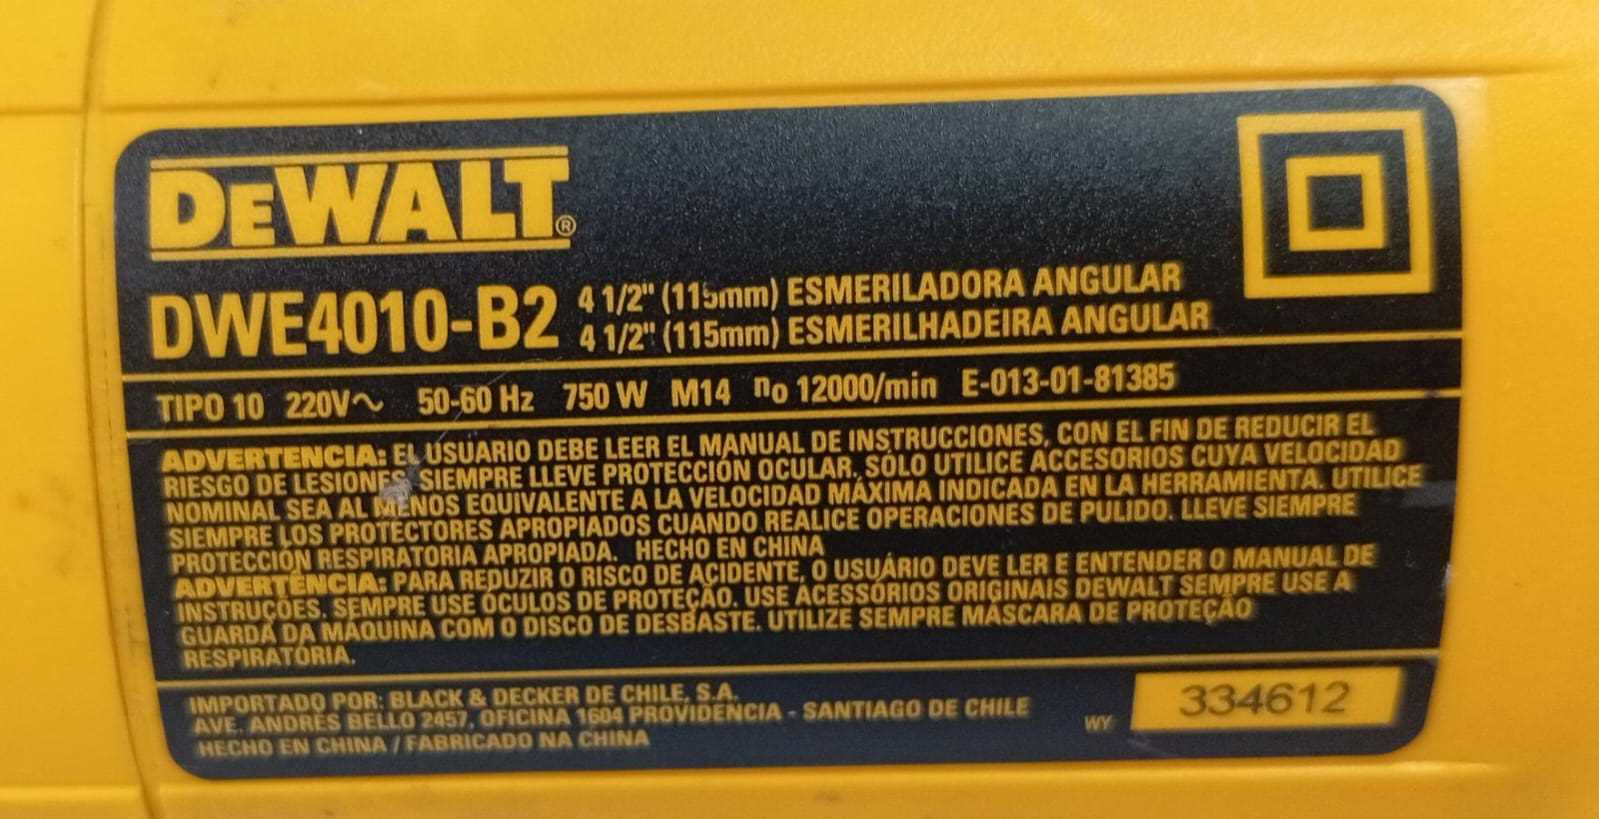 DEWALT®
DWE4010-B2 4 1/2" (115mm) ESMERILADORA ANGULAR
4 1/2" (115mm) ESMERILHADEIRA ANGULAR
TIPO 10 220V~ 50-60 Hz 750 W M14 no 12000/min E-013-01-81385
ADVERTENCIA: EL USUARIO DEBE LEER EL MANUAL DE INSTRUCCIONES, CON EL FIN DE REDUCIR EL
RIESGO DE LESIONES. SIEMPRE LLEVE PROTECCIÓN OCULAR. SÓLO UTILICE ACCESORIOS CUYA VELOCIDAD
NOMINAL SEA AL MENOS EQUIVALENTE A LA VELOCIDAD MÁXIMA INDICADA EN LA HERRAMIENTA. UTILICE
SIEMPRE LOS PROTECTORES APROPIADOS CUANDO REALICE OPERACIONES DE PULIDO. LLEVE SIEMPRE
PROTECCIÓN RESPIRATORIA APROPIADA. HECHO EN CHINA
ADVERTÊNCIA: PARA REDUZIR O RISCO DE ACIDENTE, O USUÁRIO DEVE LER E ENTENDER O MANUAL DE
INSTRUÇÕES. SEMPRE USE ÓCULOS DE PROTEÇÃO. USE ACESSÓRIOS ORIGINAIS DEWALT SEMPRE USE A
GUARDA DA MÁQUINA COM O DISCO DE DESBASTE. UTILIZE SEMPRE MÁSCARA DE PROTEÇÃO
RESPIRATÓRIA.
IMPORTADO POR: BLACK & DECKER DE CHILE, S.A.
AVE. ANDRES BELLO 2457, OFICINA 1604 PROVIDENCIA - SANTIAGO DE CHILE
HECHO EN CHINA / FABRICADO NA CHINA
WY 334612